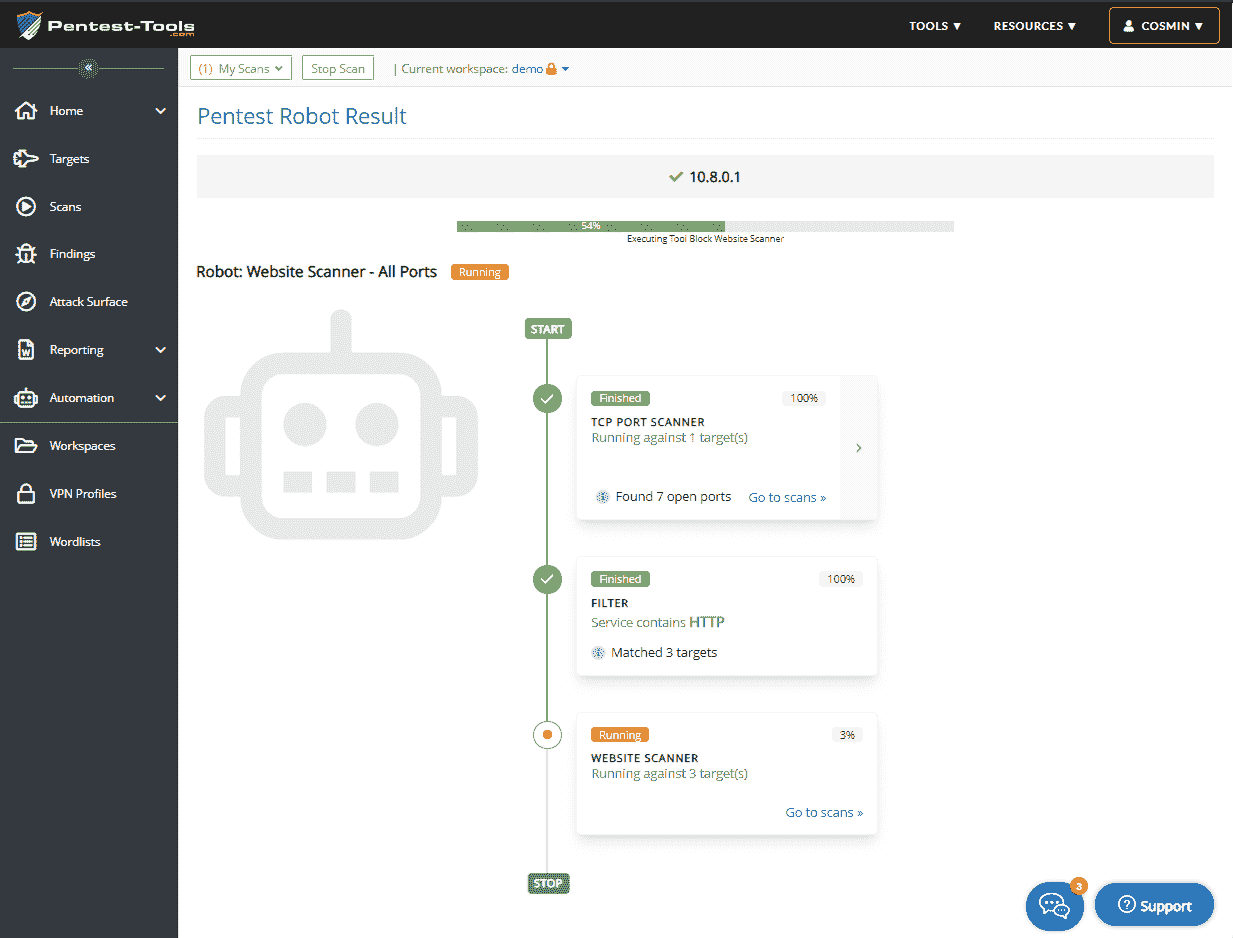 Pentest-Tools
.com
TOOLS ▼
RESOURCES ▼
COSMIN ▼
«
(1) My Scans
Stop Scan
| Current workspace: demo
Home
Targets
Scans
Findings
Attack Surface
Reporting
Automation
Workspaces
VPN Profiles
Wordlists
Pentest Robot Result
10.8.0.1
54%
Executing Tool Block Website Scanner
Robot: Website Scanner - All Ports
Running
START
Finished
100%
TCP PORT SCANNER
Running against 1 target(s)
Found 7 open ports
Go to scans »
Finished
100%
FILTER
Service contains HTTP
Matched 3 targets
Running
3%
WEBSITE SCANNER
Running against 3 target(s)
Go to scans »
STOP
3
Support